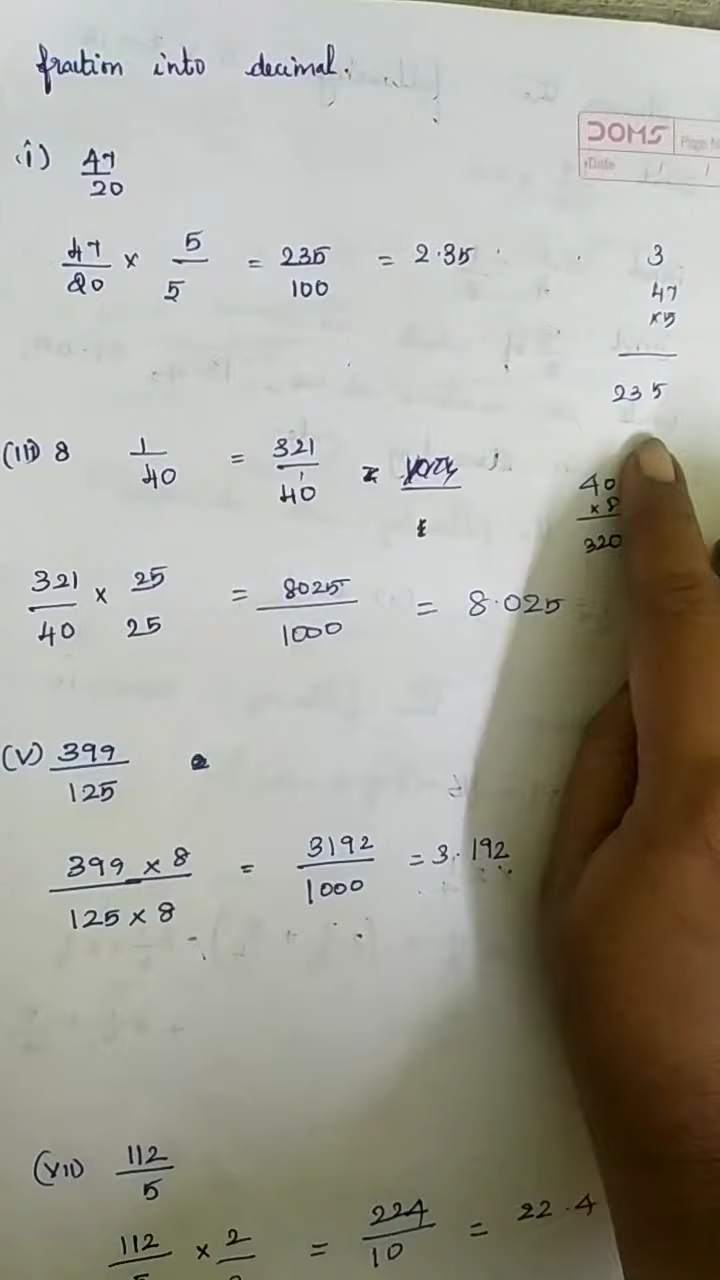 fraction into decimal.
DOMS
Page No
Date / /
(i) 47/20
47/20 × 5/5 = 235/100 = 2.35
3
47
×5
235
(iii) 8 1/40 = 321/40
40
×8
320
321/40 × 25/25 = 8025/1000 = 8.025
(v) 399/125
399 × 8/125 × 8 = 3192/1000 = 3.192
(vii) 112/5
112/5 × 2/2 = 224/10 = 22.4